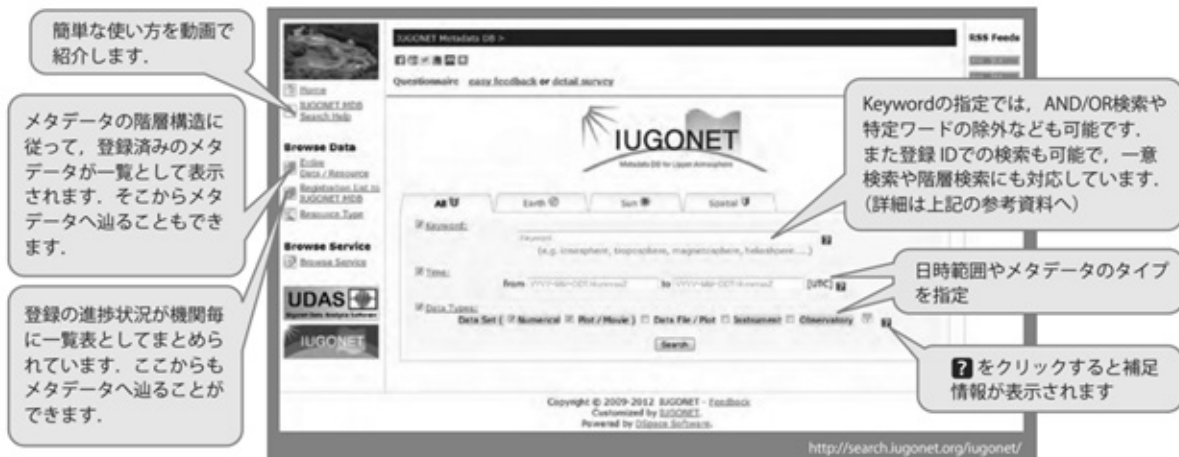 簡単な使い方を動画で
紹介します．
メタデータの階層構造に
従って，登録済みのメタ
データが一覧として表示
されます．そこからメタ
データへ辿ることもでき
ます．
登録の進捗状況が機関毎
に一覧表としてまとめら
れています．ここからも
メタデータへ辿ることが
できます．
Home
IUGONET MDB
Search Help
Browse Data
Entire
Data / Resource
Registration List to
IUGONET MDB
Resource Type
Browse Service
Browse Service
UDAS
IUGONET
IUGONET Metadata DB >
Questionnaire easy feedback or detail survey
IUGONET
Metadata DB for Upper Atmosphere
All
Earth
Sun
Spatial
Keyword:
Keyword
(e.g. ionosphere, troposphere, magnetosphere, heliosphere....)
Time:
from
to
[UTC]
Data Types:
Data Set ( Numerical Plot / Movie ) Data File / Plot Instrument Observatory
Search
Copyright © 2009-2012 IUGONET - Feedback
Customized by IUGONET.
Powered by DSpace Software.
RSS Feeds
Keywordの指定では，AND/OR検索や
特定ワードの除外なども可能です．
また登録 IDでの検索も可能で，一意
検索や階層検索にも対応しています．
（詳細は上記の参考資料へ）
日時範囲やメタデータのタイプ
を指定
? をクリックすると補足
情報が表示されます
http://search.iugonet.org/iugonet/